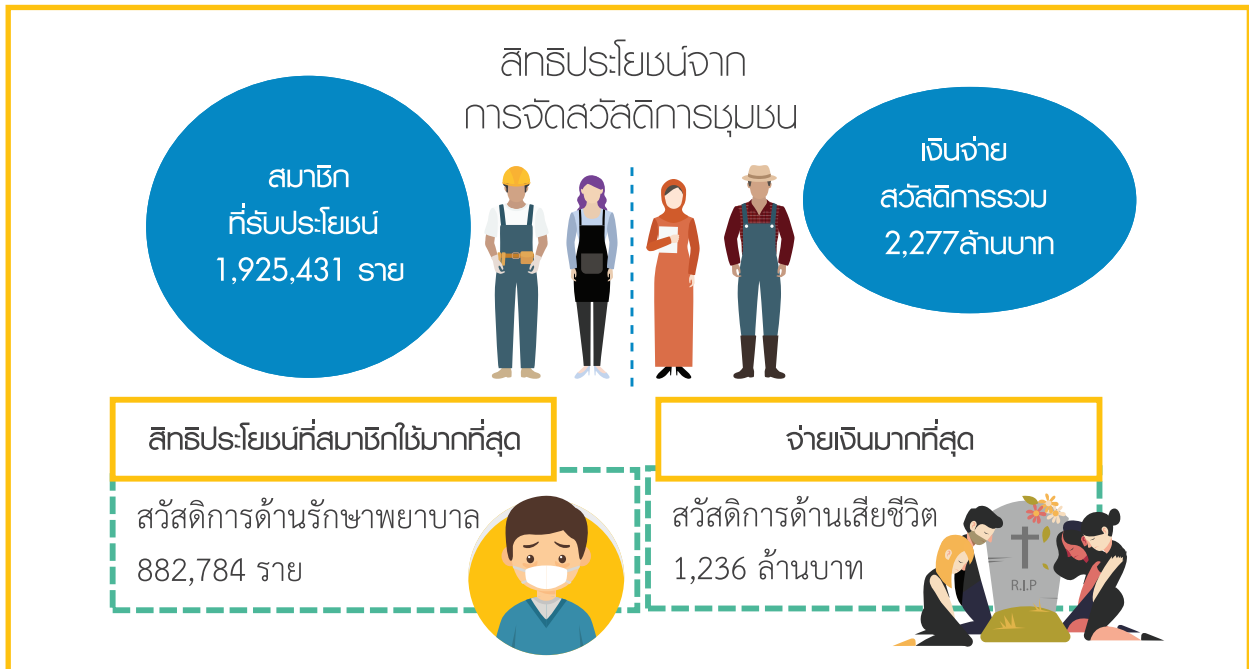 สิทธิประโยชน์จาก
การจัดสวัสดิการชุมชน
สมาชิก
ที่รับประโยชน์
1,925,431 ราย
เงินจ่าย
สวัสดิการรวม
2,277ล้านบาท
สิทธิประโยชน์ที่สมาชิกใช้มากที่สุด
สวัสดิการด้านรักษาพยาบาล
882,784 ราย
จ่ายเงินมากที่สุด
สวัสดิการด้านเสียชีวิต
1,236 ล้านบาท
R.I.P